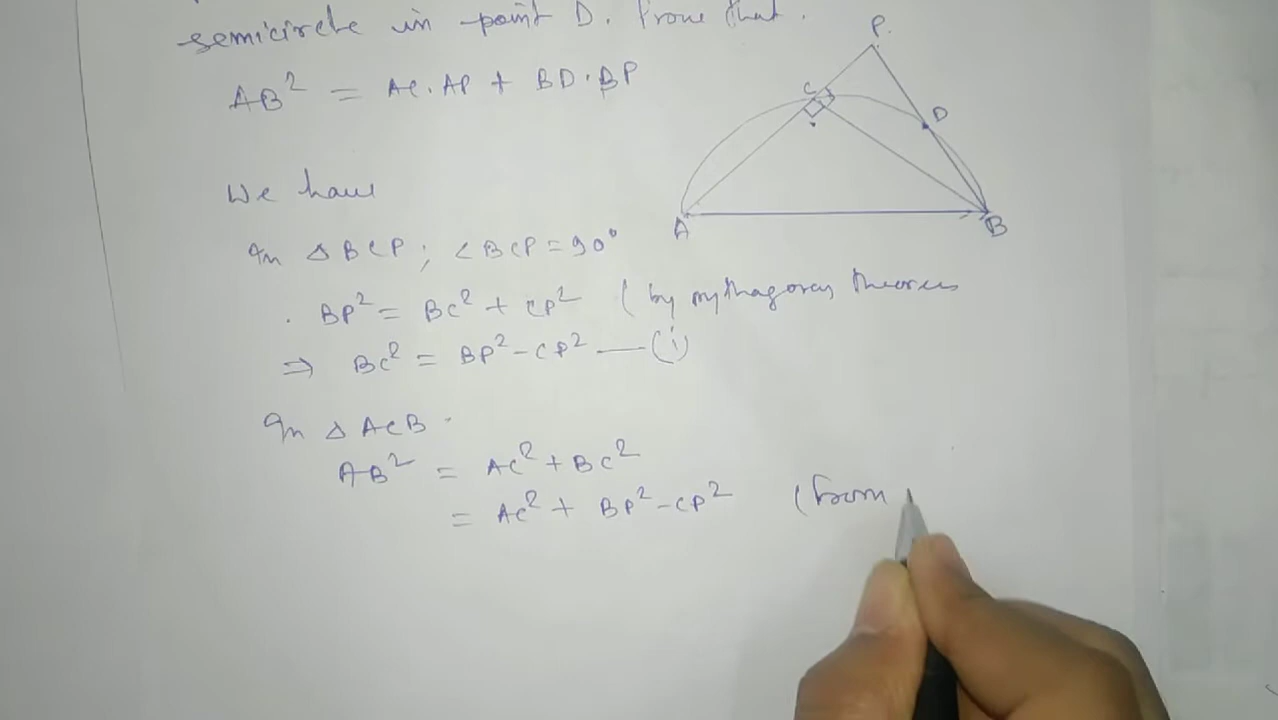 semicircle in point D. Prove that.
AB² = AC.AP + BD.BP
P.
C
D
A
B
We have
In △BCP; ∠BCP=90°
. BP² = BC² + CP² ( by pythagoras theorem
⇒ BC² = BP² - CP² — (i)
In △ACB
AB² = AC² + BC²
= AC² + BP² - CP² (from